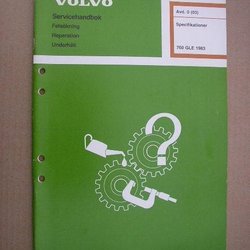 VOLVO
Servicehandbok
Felsökning
Reparation
Underhåll
Avd. 0 (03)
Specifikationer
760 GLE 1983